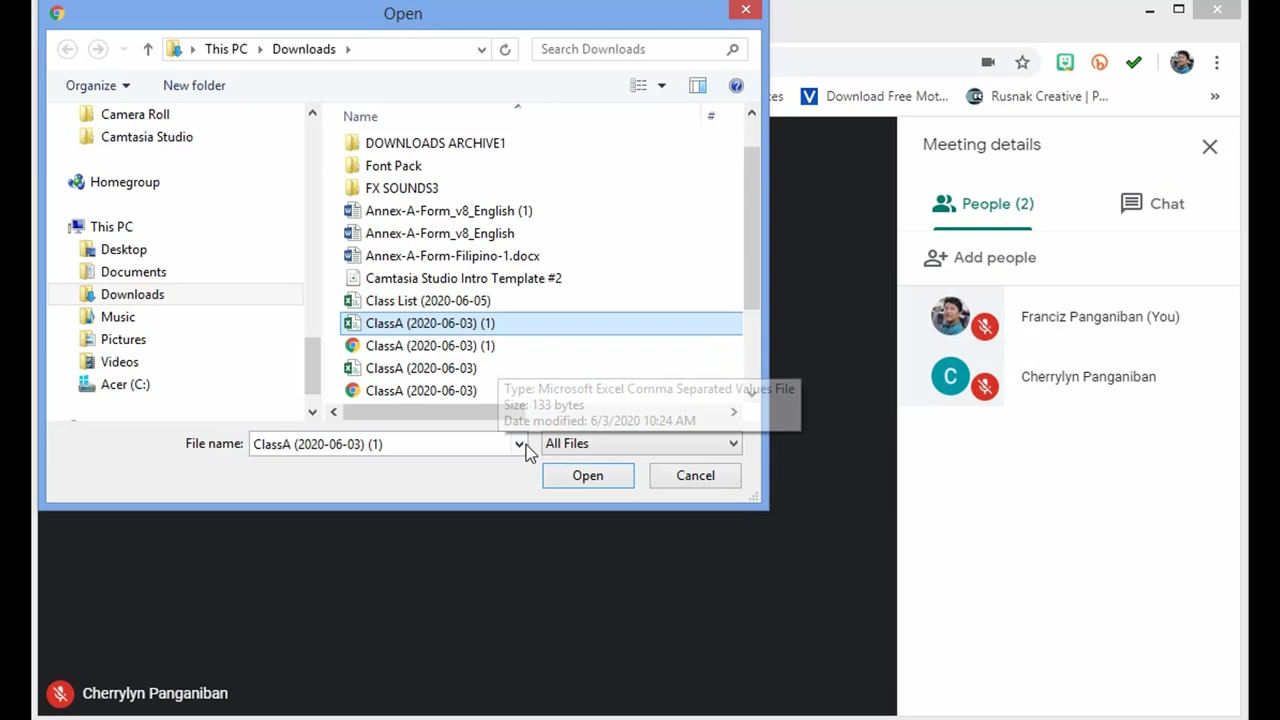 Open
This PC
Downloads
Search Downloads
Organize
New folder
Camera Roll
Camtasia Studio
Homegroup
This PC
Desktop
Documents
Downloads
Music
Pictures
Videos
Acer (C:)
Name
#
DOWNLOADS ARCHIVE1
Font Pack
FX SOUNDS3
Annex-A-Form_v8_English (1)
Annex-A-Form_v8_English
Annex-A-Form-Filipino-1.docx
Camtasia Studio Intro Template #2
Class List (2020-06-05)
ClassA (2020-06-03) (1)
ClassA (2020-06-03) (1)
ClassA (2020-06-03)
ClassA (2020-06-03)
Type: Microsoft Excel Comma Separated Values File
Size: 133 bytes
Date modified: 6/3/2020 10:24 AM
File name:
ClassA (2020-06-03) (1)
All Files
Open
Cancel
Download Free Mot...
Rusnak Creative | P...
Meeting details
People (2)
Chat
Add people
Franciz Panganiban (You)
C
Cherrylyn Panganiban
Cherrylyn Panganiban